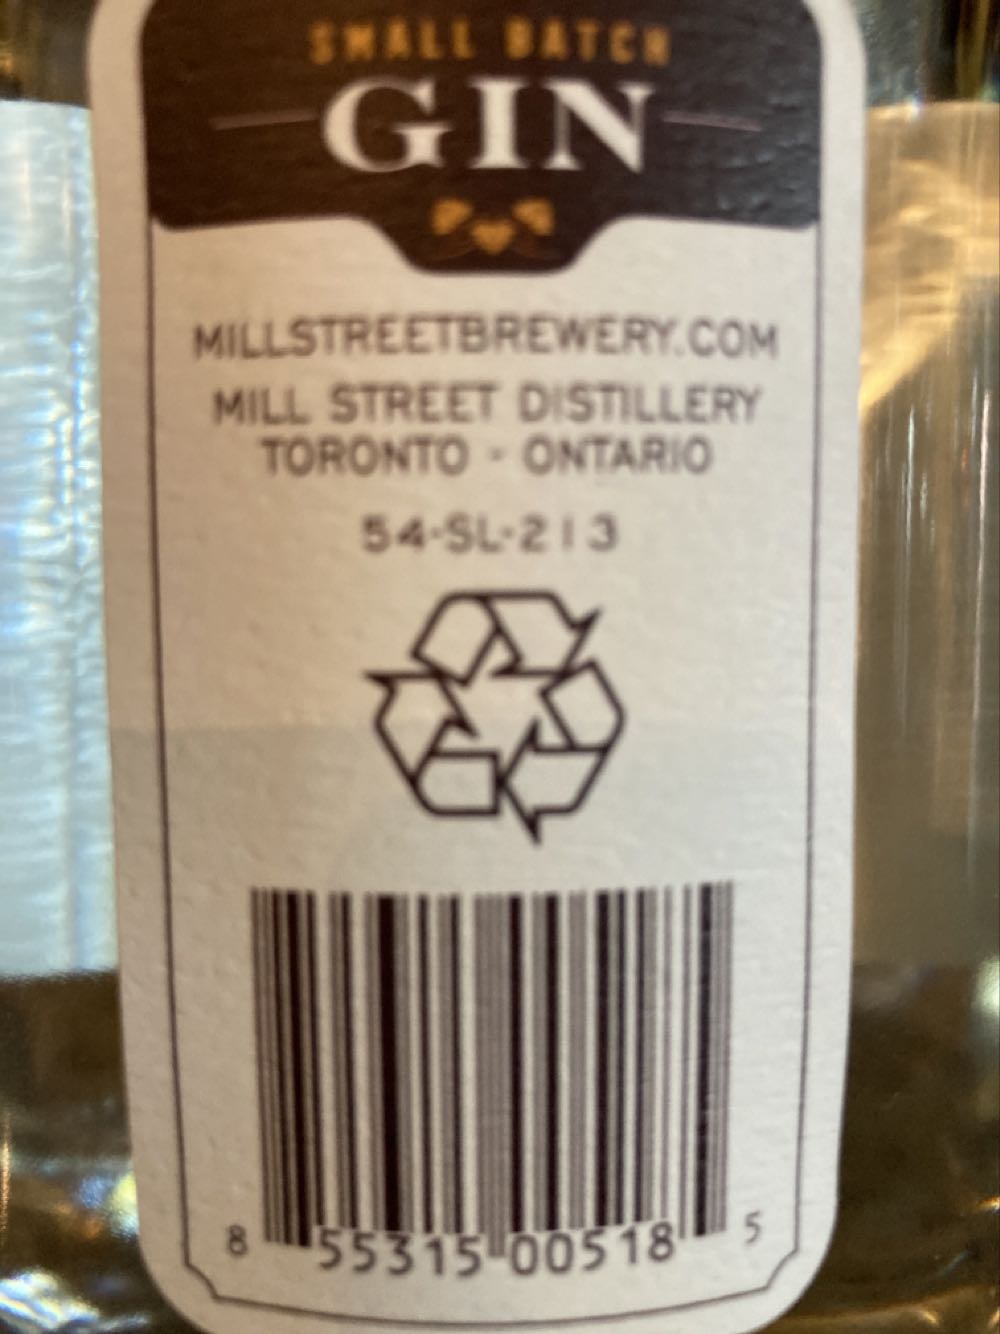 SMALL BATCH
GIN
MILLSTREETBREWERY.COM
MILL STREET DISTILLERY
TORONTO - ONTARIO
54-SL-213
8 55315 00518 5